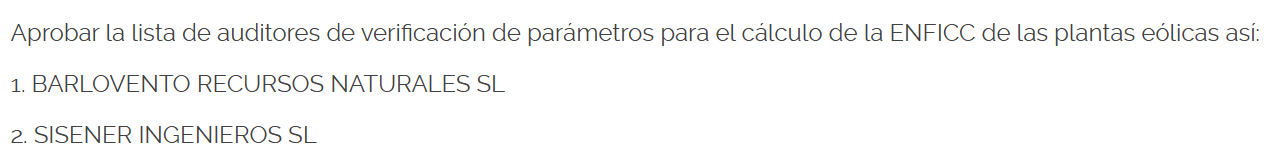 Aprobar la lista de auditores de verificación de parámetros para el cálculo de la ENFICC de las plantas eólicas así:
1. BARLOVENTO RECURSOS NATURALES SL
2. SISENER INGENIEROS SL